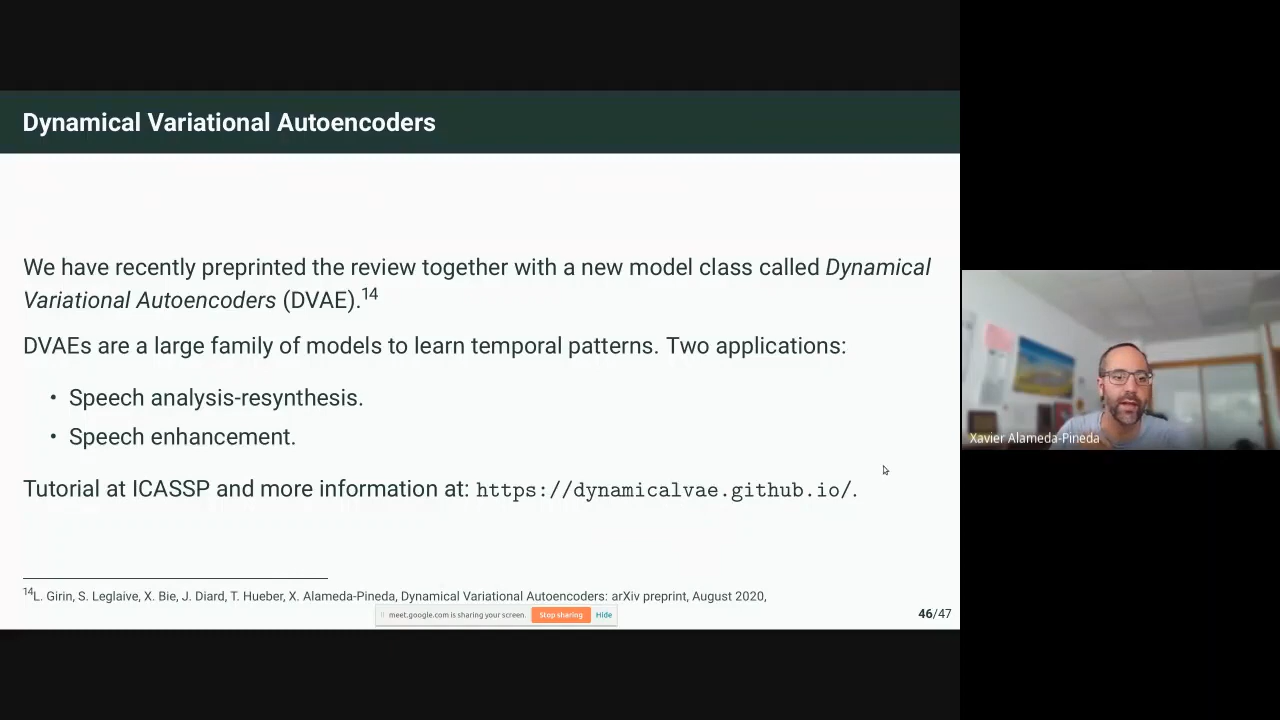 Dynamical Variational Autoencoders
We have recently preprinted the review together with a new model class called Dynamical
Variational Autoencoders (DVAE).14
DVAEs are a large family of models to learn temporal patterns. Two applications:
• Speech analysis-resynthesis.
• Speech enhancement.
Tutorial at ICASSP and more information at: https://dynamicalvae.github.io/.
14L. Girin, S. Leglaive, X. Bie, J. Diard, T. Hueber, X. Alameda-Pineda, Dynamical Variational Autoencoders: arXiv preprint, August 2020,
meet.google.com is sharing your screen. Stop sharing Hide
46/47
Xavier Alameda-Pineda